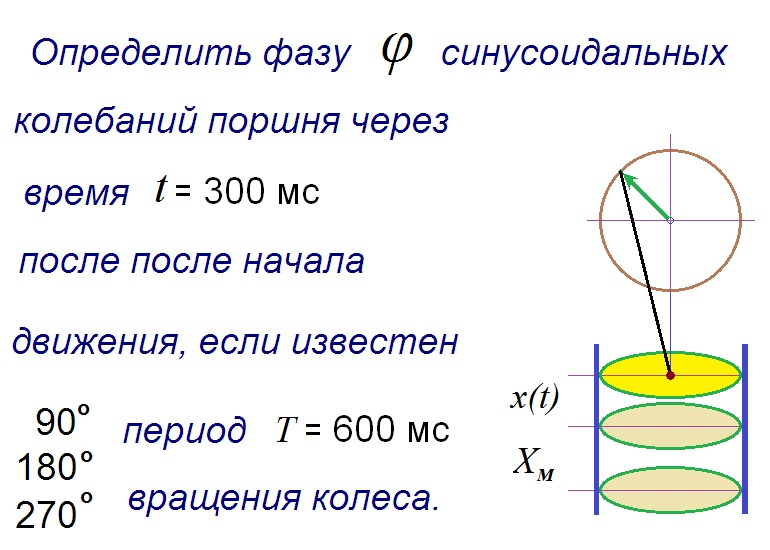 Определить фазу φ синусоидальных
колебаний поршня через
время t = 300 мс
после после начала
движения, если известен
период T = 600 мс
вращения колеса.
90°
180°
270°
x(t)
Xм